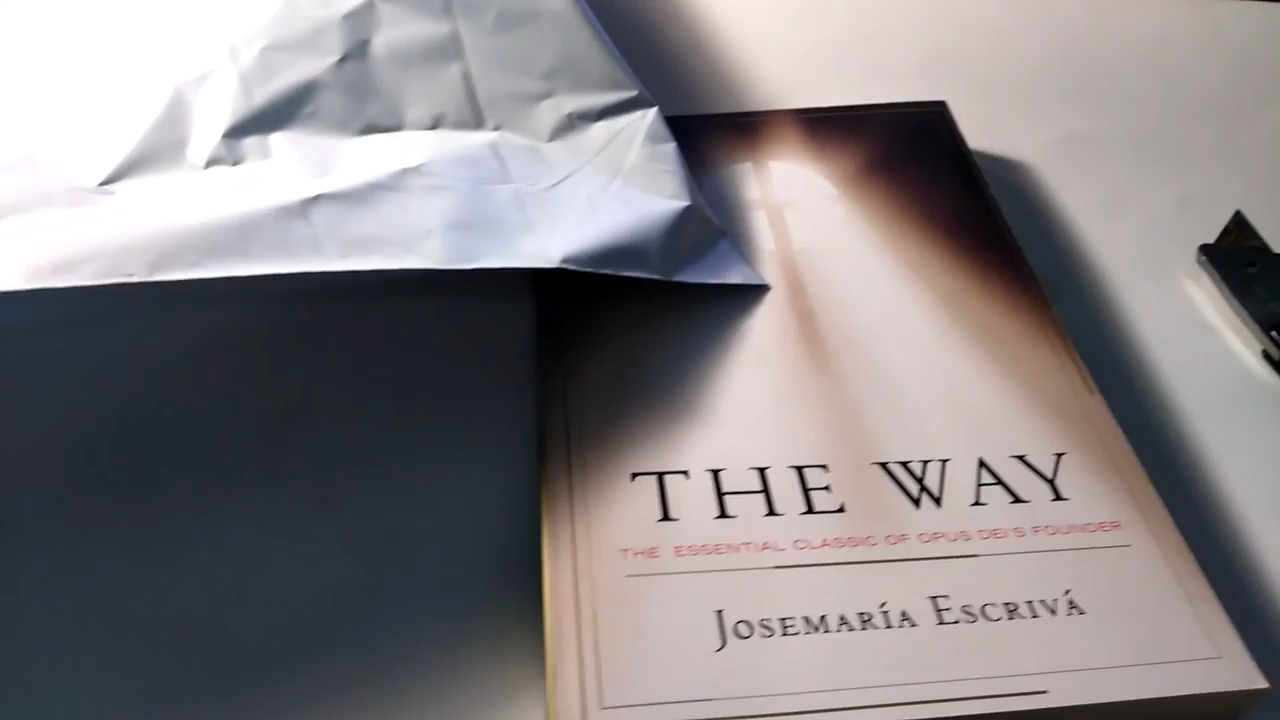 THE WAY
THE ESSENTIAL CLASSIC OF OPUS DEI'S FOUNDER
JOSEMARÍA ESCRIVÁ